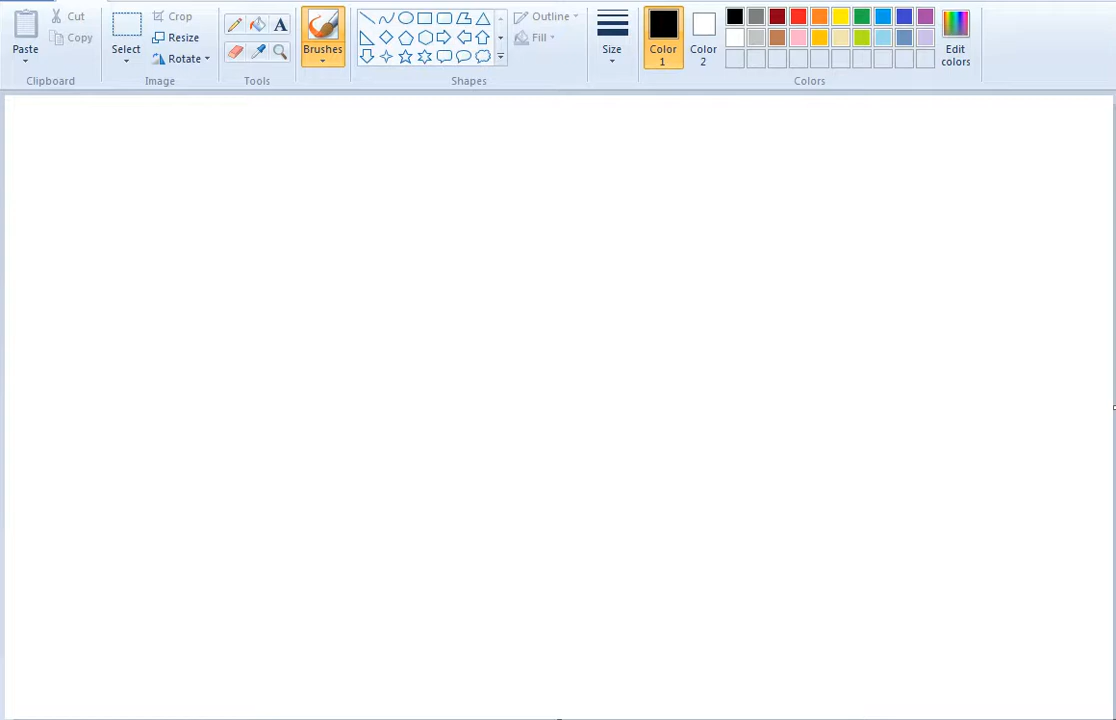 Cut
Crop
Outline
Copy
Resize
Fill
Rotate
Paste
Select
Brushes
Size
Color 1
Color 2
Edit colors
A
Clipboard
Image
Tools
Shapes
Colors